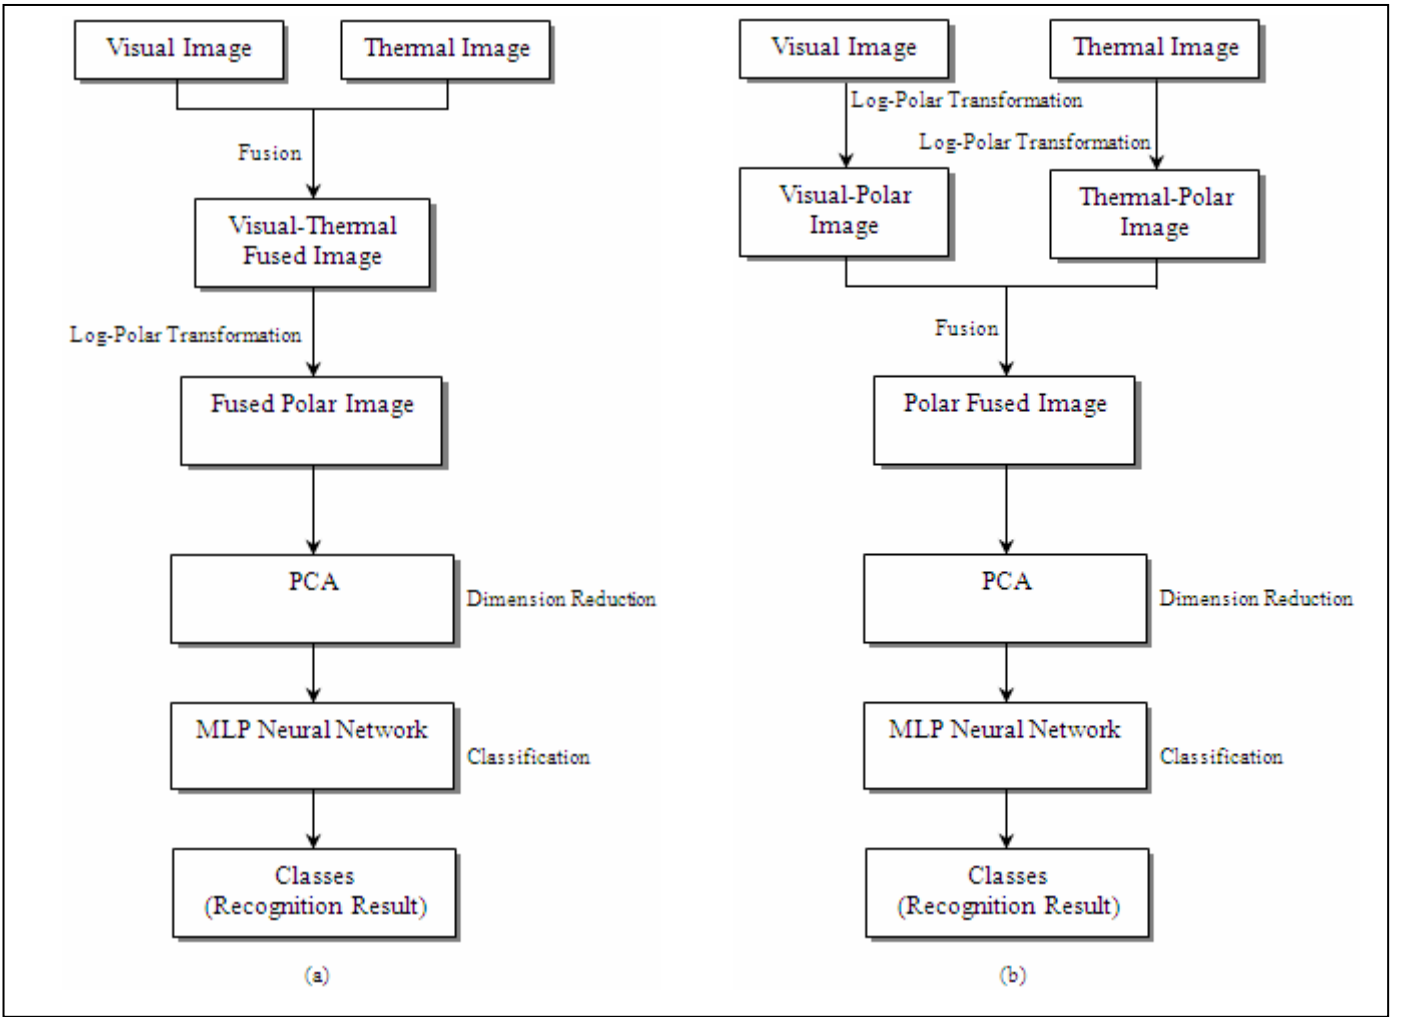 Visual Image
Thermal Image
Fusion
Visual-Thermal
Fused Image
Log-Polar Transformation
Fused Polar Image
PCA
Dimension Reduction
MLP Neural Network
Classification
Classes
(Recognition Result)
(a)
Visual Image
Thermal Image
Log-Polar Transformation
Log-Polar Transformation
Visual-Polar
Image
Thermal-Polar
Image
Fusion
Polar Fused Image
PCA
Dimension Reduction
MLP Neural Network
Classification
Classes
(Recognition Result)
(b)